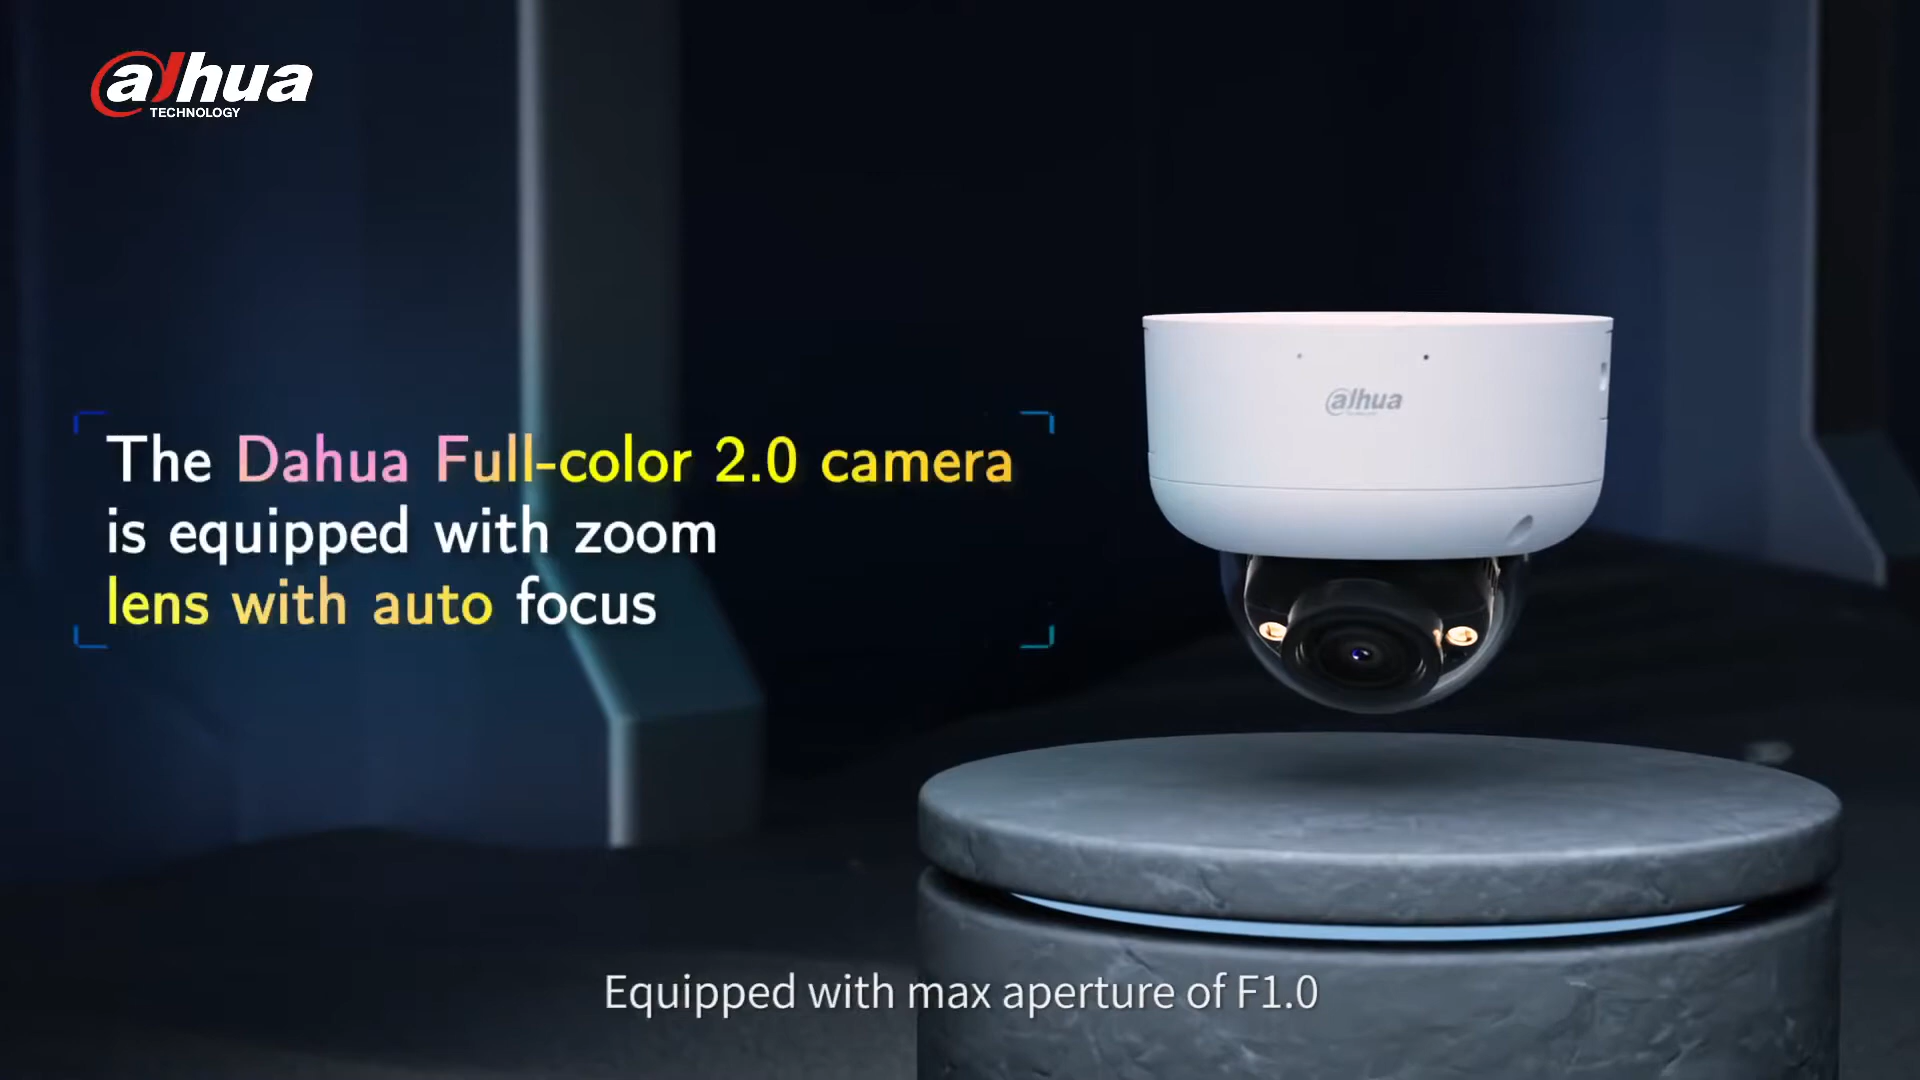 alhua
TECHNOLOGY
alhua
The Dahua Full-color 2.0 camera
is equipped with zoom
lens with auto focus
Equipped with max aperture of F1.0